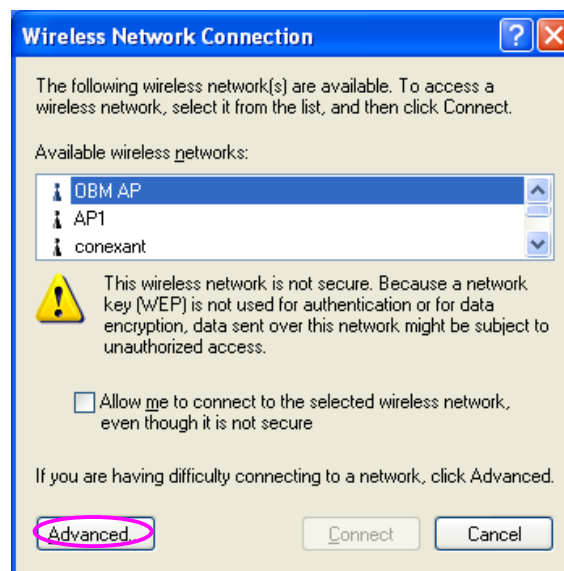 Wireless Network Connection
The following wireless network(s) are available. To access a
wireless network, select it from the list, and then click Connect.
Available wireless networks:
OBM AP
AP1
conexant
This wireless network is not secure. Because a network
key (WEP) is not used for authentication or for data
encryption, data sent over this network might be subject to
unauthorized access.
Allow me to connect to the selected wireless network,
even though it is not secure
If you are having difficulty connecting to a network, click Advanced.
Advanced... Connect Cancel